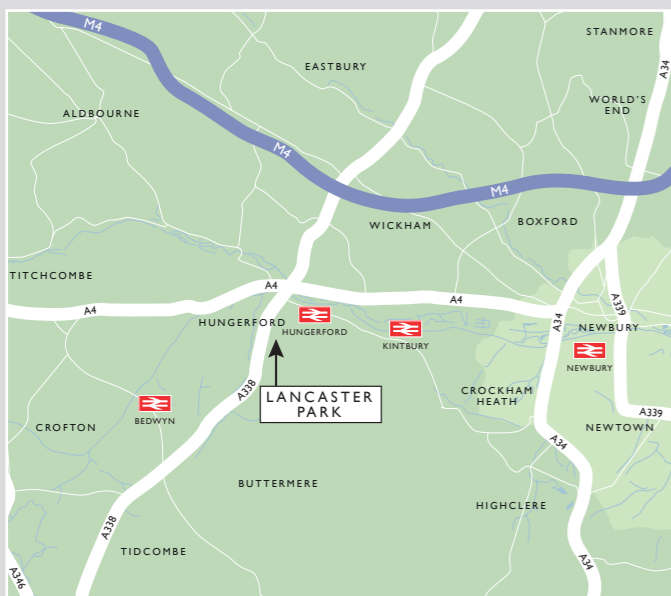 M4
STANMORE
EASTBURY
A34
WORLD'S
END
ALDBOURNE
M4
M4
WICKHAM
BOXFORD
TITCHCOMBE
A4
A4
A4
A339
A34
HUNGERFORD
HUNGERFORD
KINTBURY
NEWBURY
NEWBURY
A338
LANCASTER
PARK
CROCKHAM
HEATH
BEDWYN
CROFTON
A339
NEWTOWN
A34
BUTTERMERE
HIGHCLERE
A338
TIDCOMBE
A34
A346